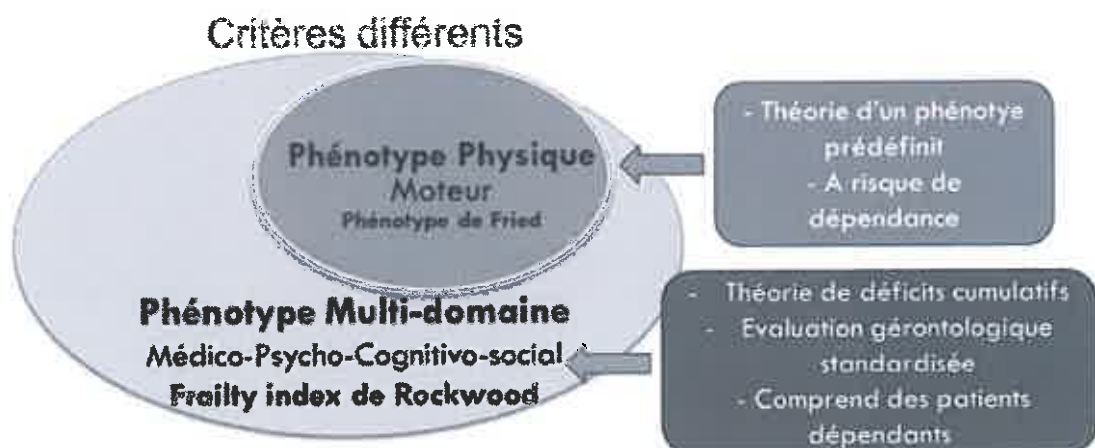 Critères différents
Phénotype Physique
Moteur
Phénotype de Fried
- Théorie d'un phénotye
prédéfinit
- A risque de
dépendance
Phénotype Multi-domaine
Médico-Psycho-Cognitivo-social
Frailty index de Rockwood
- Théorie de déficits cumulatifs
- Evaluation gérontologique
standardisée
- Comprend des patients
dépendants